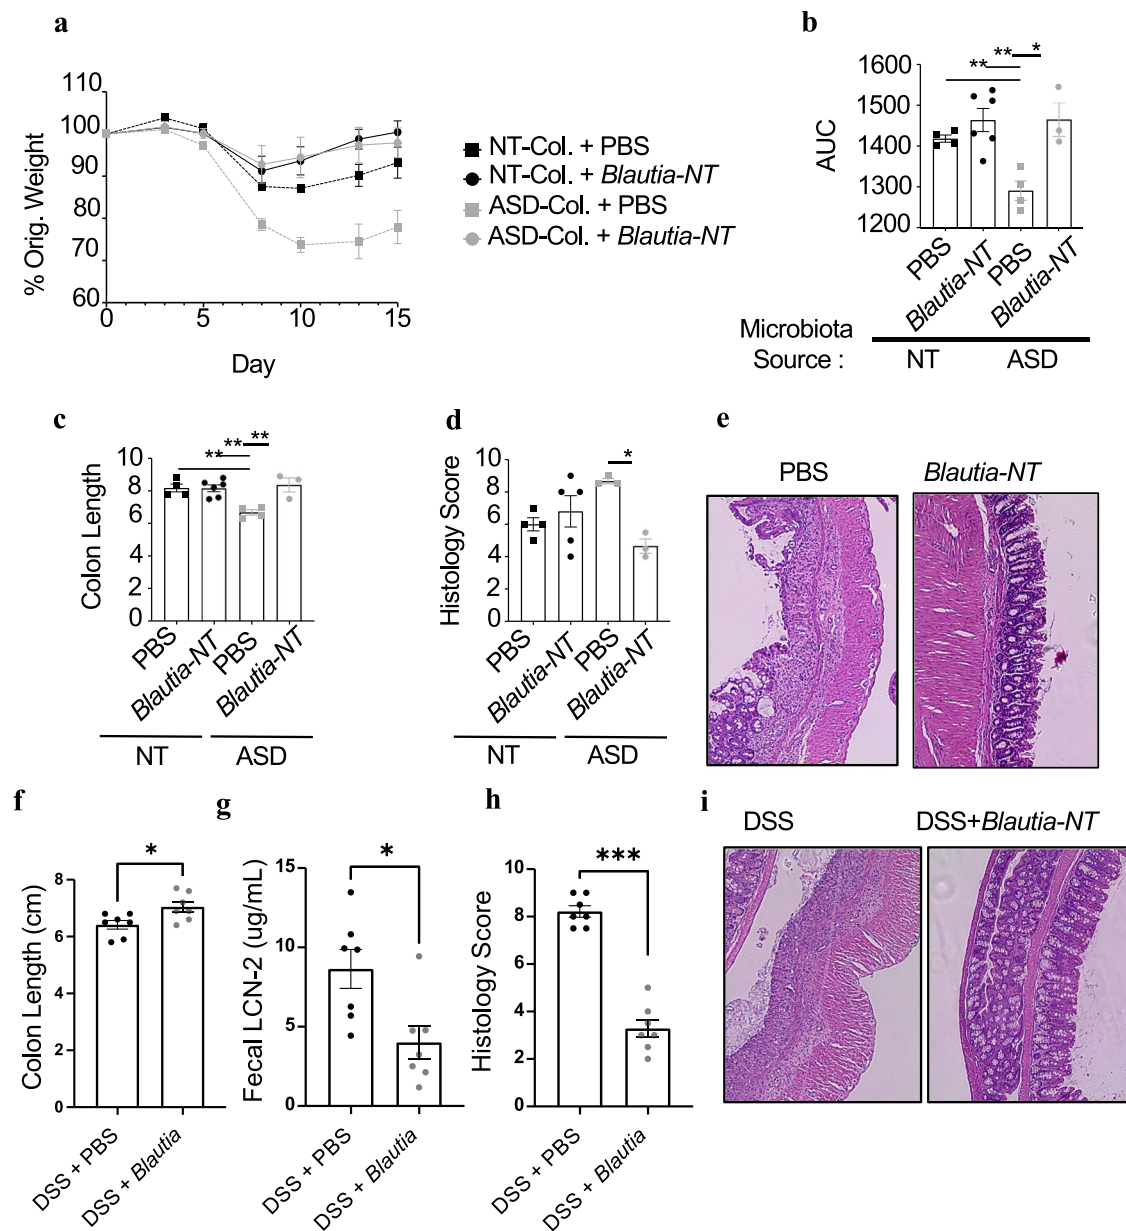 a
110
100
90
80
70
60
% Orig. Weight
0
5
10
15
Day
NT-Col. + PBS
NT-Col. + Blautia-NT
ASD-Col. + PBS
ASD-Col. + Blautia-NT
b
** *
**
1600
1500
1400
1300
1200
AUC
PBS
Blautia-NT
PBS
Blautia-NT
Microbiota
Source :
NT
ASD
c
** **
**
10
8
6
4
2
0
Colon Length
PBS
Blautia-NT
PBS
Blautia-NT
NT
ASD
d
*
10
8
6
4
2
0
Histology Score
PBS
Blautia-NT
PBS
Blautia-NT
NT
ASD
e
PBS
Blautia-NT
f
*
8
6
4
2
0
Colon Length (cm)
DSS + PBS
DSS + Blautia
g
*
15
10
5
0
Fecal LCN-2 (ug/mL)
DSS + PBS
DSS + Blautia
h
***
10
8
6
4
2
0
Histology Score
DSS + PBS
DSS + Blautia
i
DSS
DSS+Blautia-NT